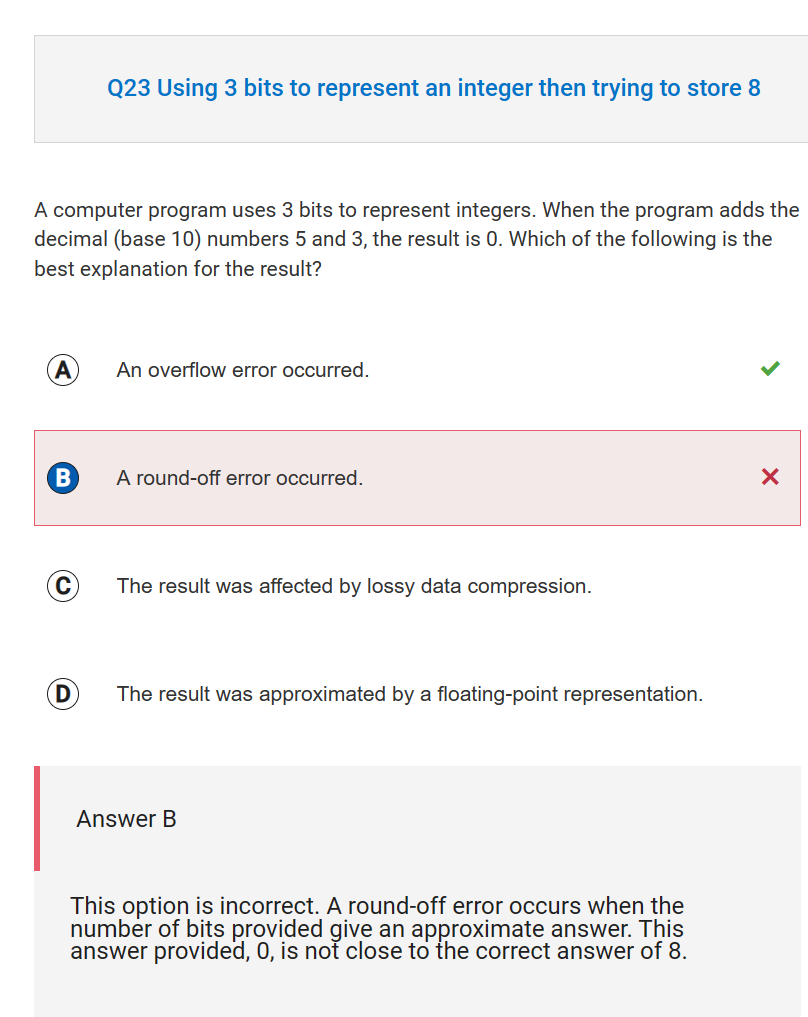 Q23 Using 3 bits to represent an integer then trying to store 8
A computer program uses 3 bits to represent integers. When the program adds the
decimal (base 10) numbers 5 and 3, the result is 0. Which of the following is the
best explanation for the result?
A An overflow error occurred.
B A round-off error occurred.
C The result was affected by lossy data compression.
D The result was approximated by a floating-point representation.
Answer B
This option is incorrect. A round-off error occurs when the
number of bits provided give an approximate answer. This
answer provided, 0, is not close to the correct answer of 8.